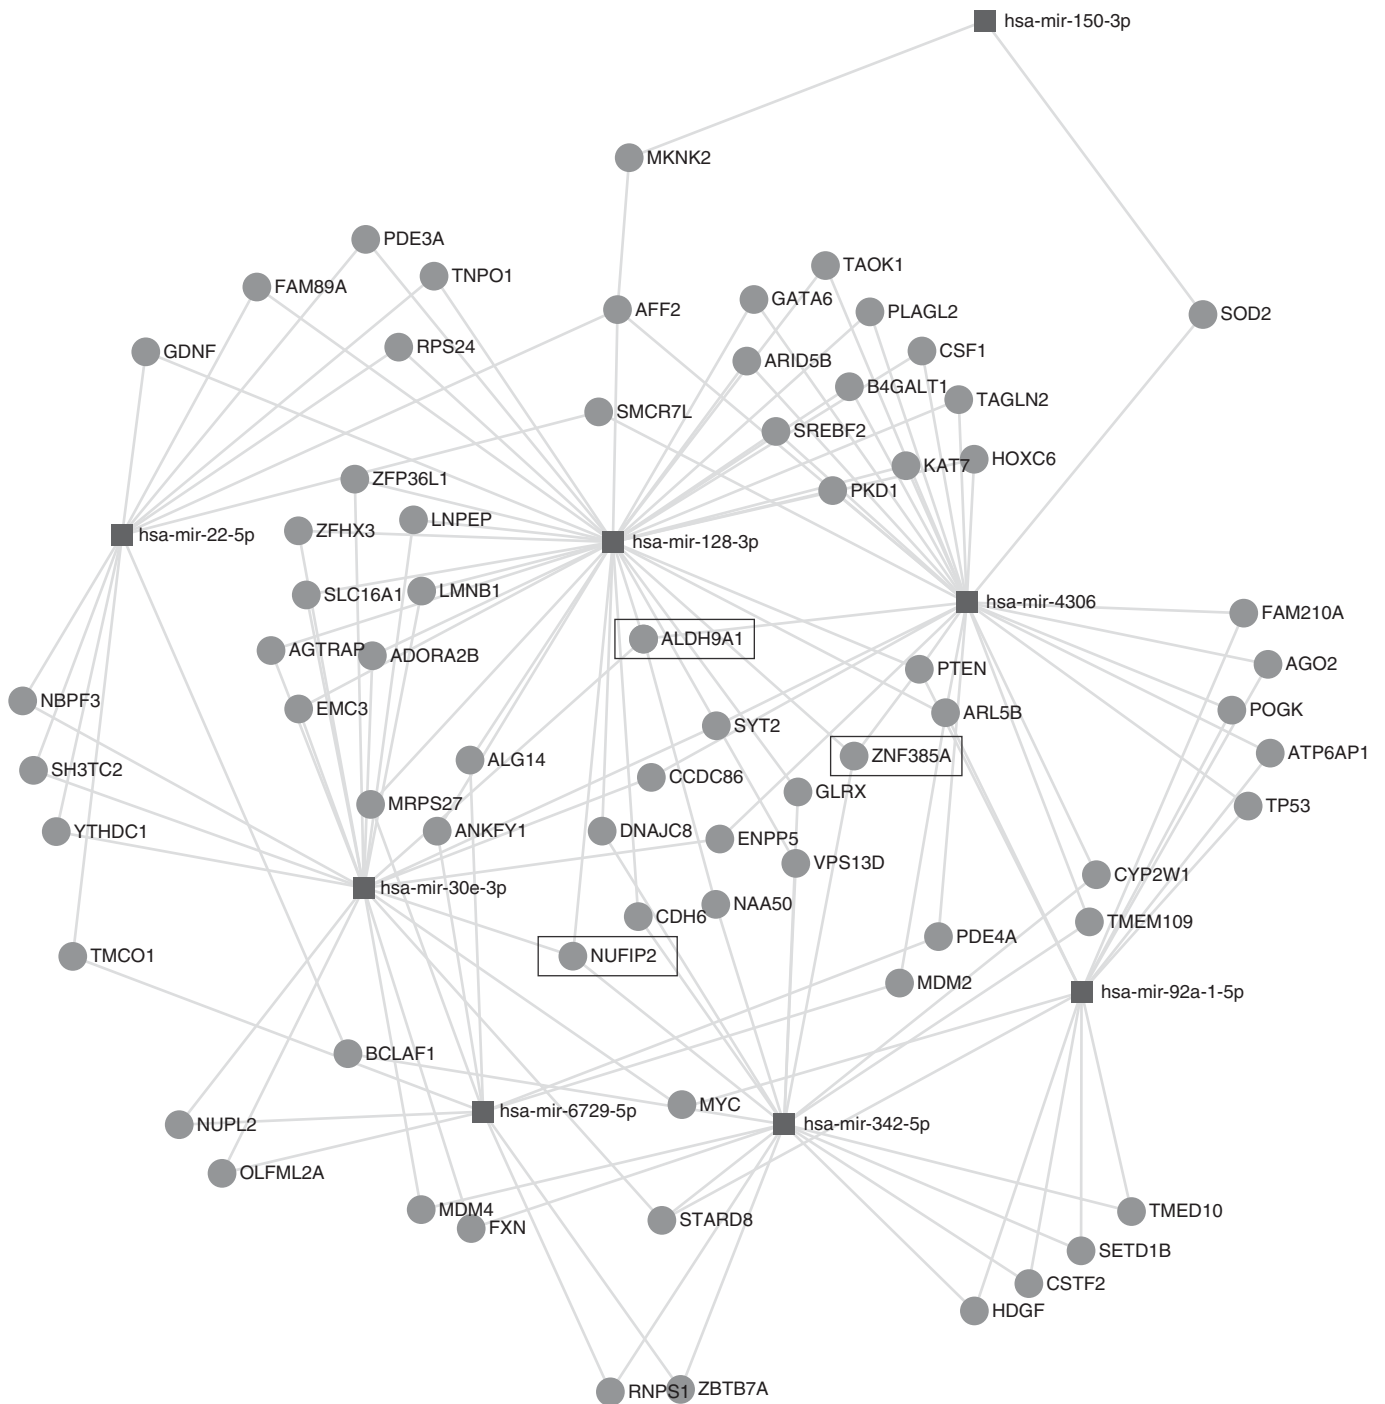 hsa-mir-150-3p
MKNK2
PDE3A
TAOK1
TNPO1
FAM89A
GATA6
AFF2
PLAGL2
SOD2
GDNF
RPS24
CSF1
ARID5B
B4GALT1
TAGLN2
SMCR7L
SREBF2
HOXC6
KAT7
ZFP36L1
PKD1
LNPEP
ZFHX3
hsa-mir-22-5p
hsa-mir-128-3p
LMNB1
SLC16A1
hsa-mir-4306
FAM210A
ALDH9A1
AGTRAP
ADORA2B
AGO2
PTEN
NBPF3
EMC3
POGK
ARL5B
SYT2
ATP6AP1
ZNF385A
ALG14
SH3TC2
CCDC86
GLRX
MRPS27
TP53
YTHDC1
ANKFY1
DNAJC8
ENPP5
VPS13D
CYP2W1
hsa-mir-30e-3p
NAA50
CDH6
TMEM109
PDE4A
TMCO1
NUFIP2
MDM2
hsa-mir-92a-1-5p
BCLAF1
MYC
hsa-mir-6729-5p
NUPL2
hsa-mir-342-5p
OLFML2A
MDM4
TMED10
STARD8
FXN
SETD1B
CSTF2
HDGF
RNPS1
ZBTB7A